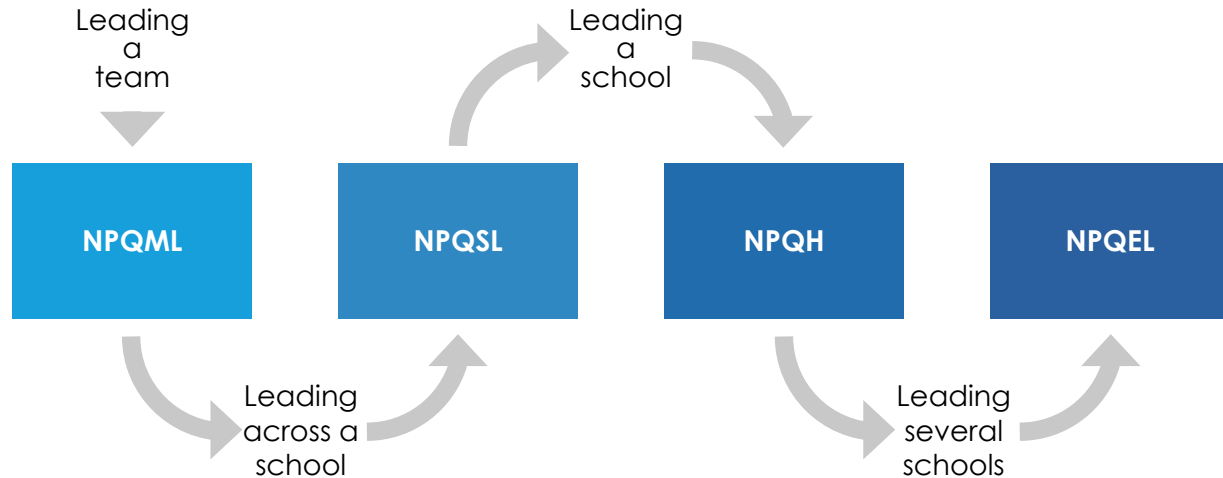 Leading
a
team
NPQML
Leading
across a
school
NPQSL
Leading
a
school
NPQH
Leading
several
schools
NPQEL